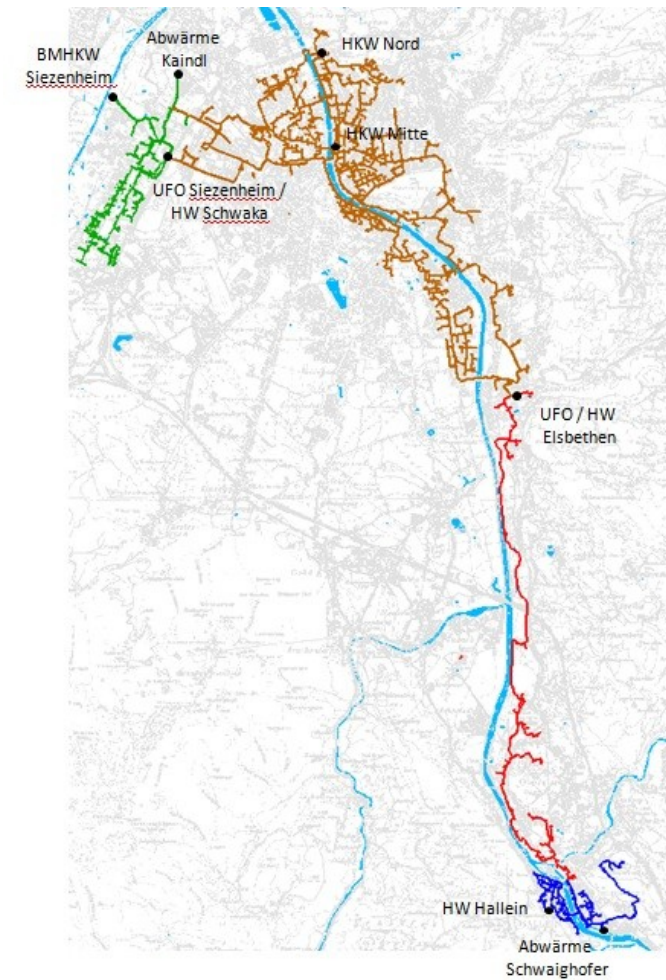 BMHKW
Siezenheim
Abwärme
Kaindl
HKW Nord
HKW Mitte
UFO Siezenheim /
HW Schwaka
UFO / HW
Elsbethen
HW Hallein
Abwärme
Schwaighofer